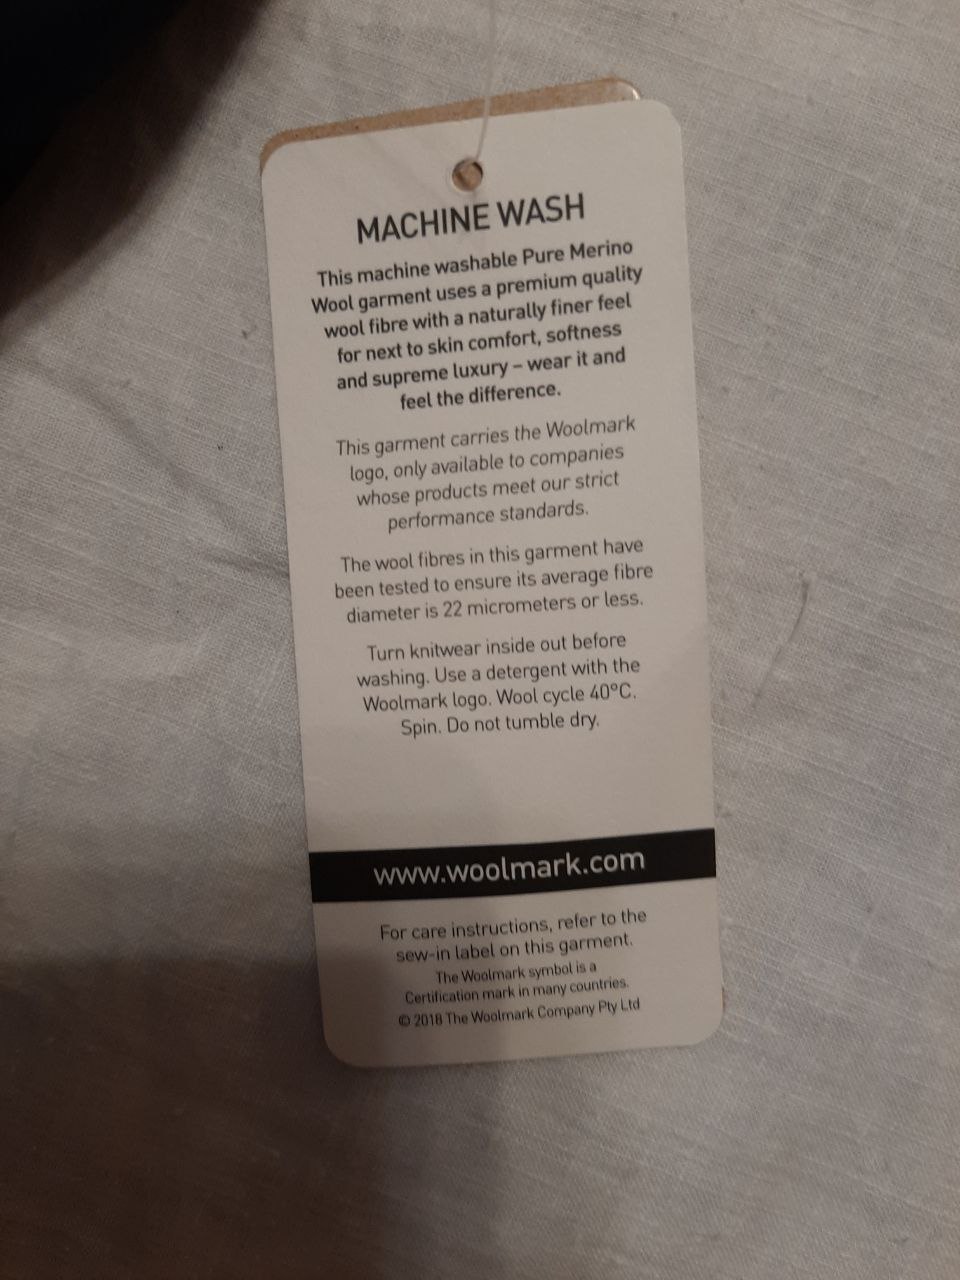 MACHINE WASH
This machine washable Pure Merino
Wool garment uses a premium quality
wool fibre with a naturally finer feel
for next to skin comfort, softness
and supreme luxury – wear it and
feel the difference.
This garment carries the Woolmark
logo, only available to companies
whose products meet our strict
performance standards.
The wool fibres in this garment have
been tested to ensure its average fibre
diameter is 22 micrometers or less.
Turn knitwear inside out before
washing. Use a detergent with the
Woolmark logo. Wool cycle 40°C.
Spin. Do not tumble dry.
www.woolmark.com
For care instructions, refer to the
sew-in label on this garment.
The Woolmark symbol is a
Certification mark in many countries.
© 2018 The Woolmark Company Pty Ltd